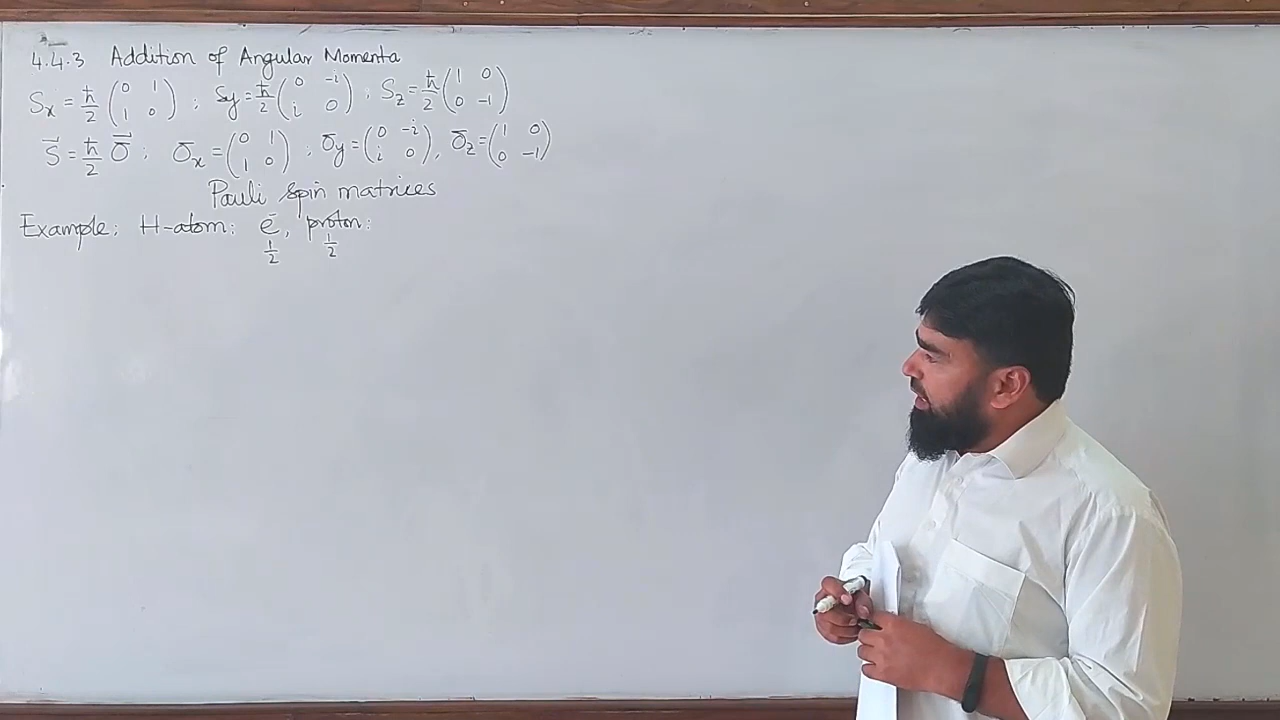 4.4.3 Addition of Angular Momenta
Sx = ħ/2 (0 1; 1 0) ; Sy = ħ/2 (0 -i; i 0) ; Sz = ħ/2 (1 0; 0 -1)
S⃗ = ħ/2 σ⃗ ; σx = (0 1; 1 0) ; σy = (0 -i; i 0), σz = (1 0; 0 -1)
Pauli spin matrices
Example: H-atom: e⁻, proton:
1/2 1/2